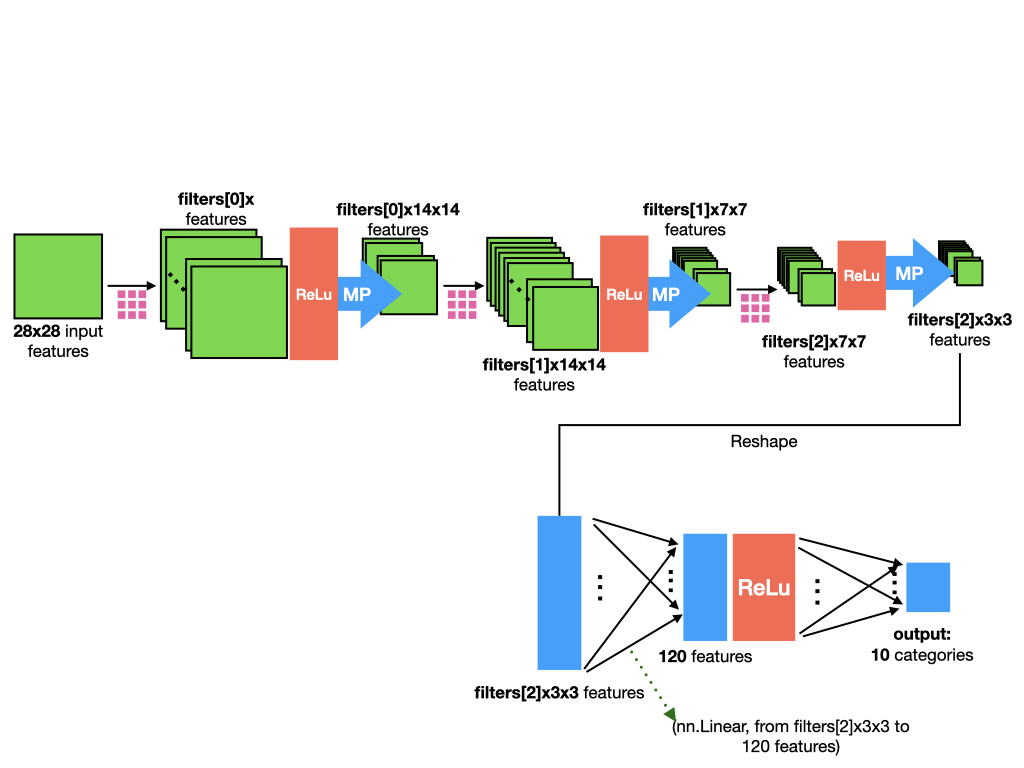 filters[0]x
features
28x28 input
features
ReLu
MP
filters[0]x14x14
features
filters[1]x14x14
features
ReLu
MP
filters[1]x7x7
features
filters[2]x7x7
features
ReLu
MP
filters[2]x3x3
features
Reshape
filters[2]x3x3 features
120 features
ReLu
output:
10 categories
(nn.Linear, from filters[2]x3x3 to
120 features)